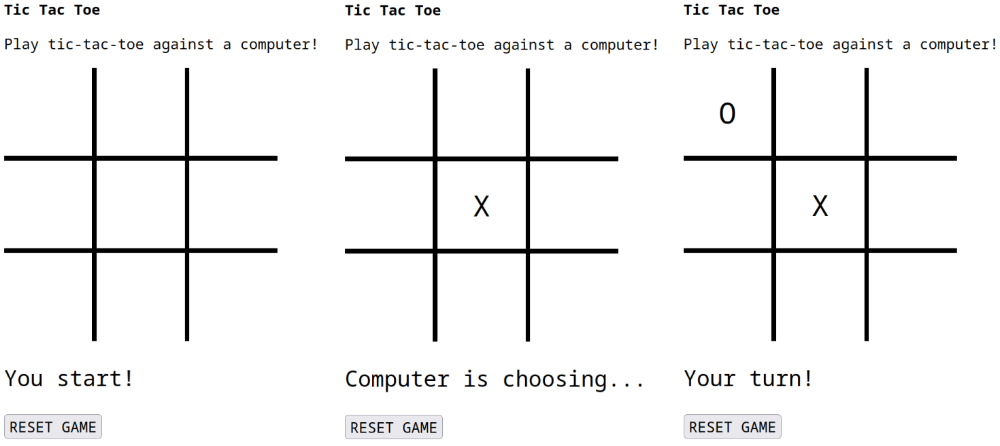 Tic Tac Toe
Play tic-tac-toe against a computer!
You start!
RESET GAME
Tic Tac Toe
Play tic-tac-toe against a computer!
X
Computer is choosing...
RESET GAME
Tic Tac Toe
Play tic-tac-toe against a computer!
O
X
Your turn!
RESET GAME